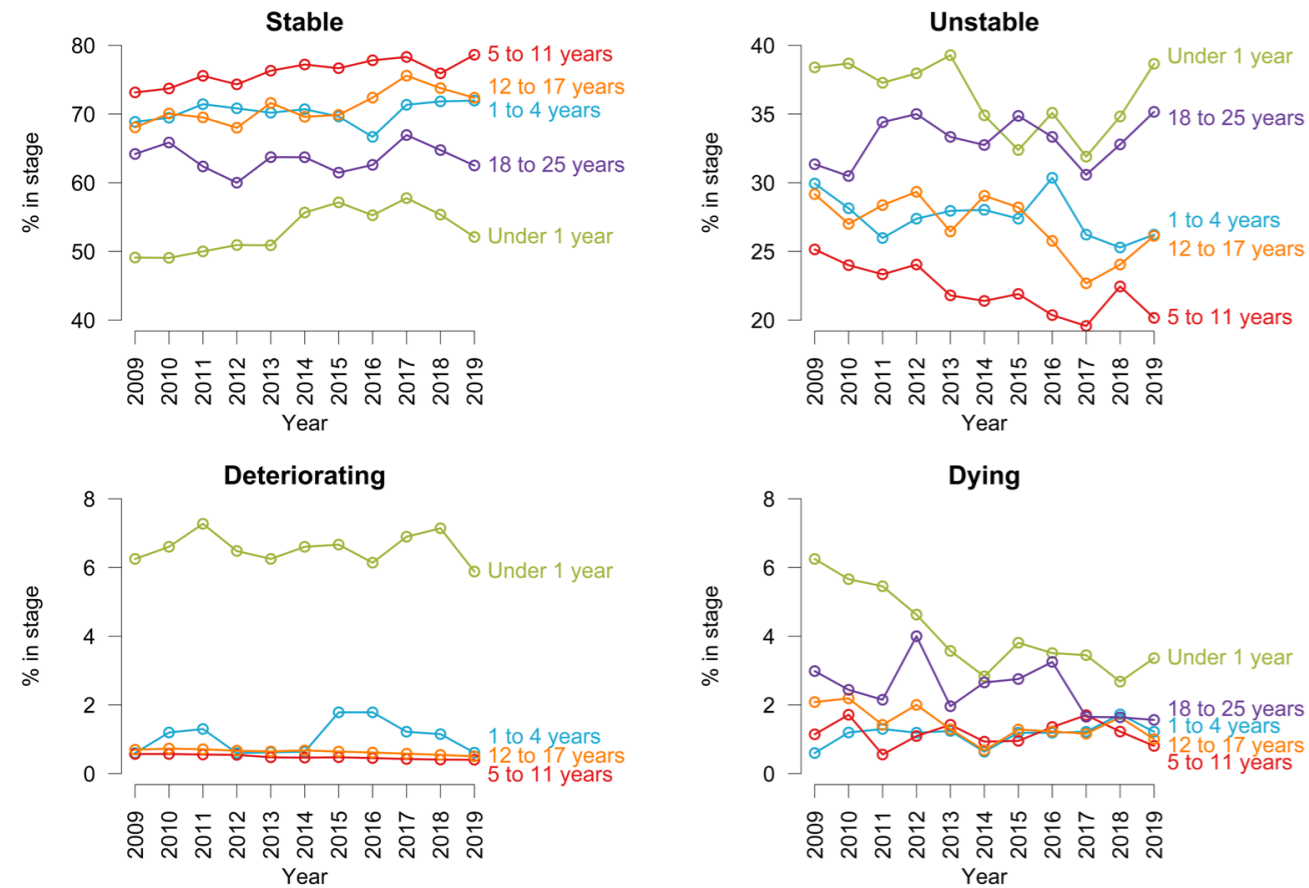 Stable
% in stage
80
70
60
50
40
5 to 11 years
12 to 17 years
1 to 4 years
18 to 25 years
Under 1 year
2009
2010
2011
2012
2013
2014
2015
2016
2017
2018
2019
Year
Unstable
% in stage
40
35
30
25
20
Under 1 year
18 to 25 years
1 to 4 years
12 to 17 years
5 to 11 years
2009
2010
2011
2012
2013
2014
2015
2016
2017
2018
2019
Year
Deteriorating
% in stage
8
6
4
2
0
Under 1 year
1 to 4 years
12 to 17 years
5 to 11 years
2009
2010
2011
2012
2013
2014
2015
2016
2017
2018
2019
Year
Dying
% in stage
8
6
4
2
0
Under 1 year
18 to 25 years
1 to 4 years
12 to 17 years
5 to 11 years
2009
2010
2011
2012
2013
2014
2015
2016
2017
2018
2019
Year